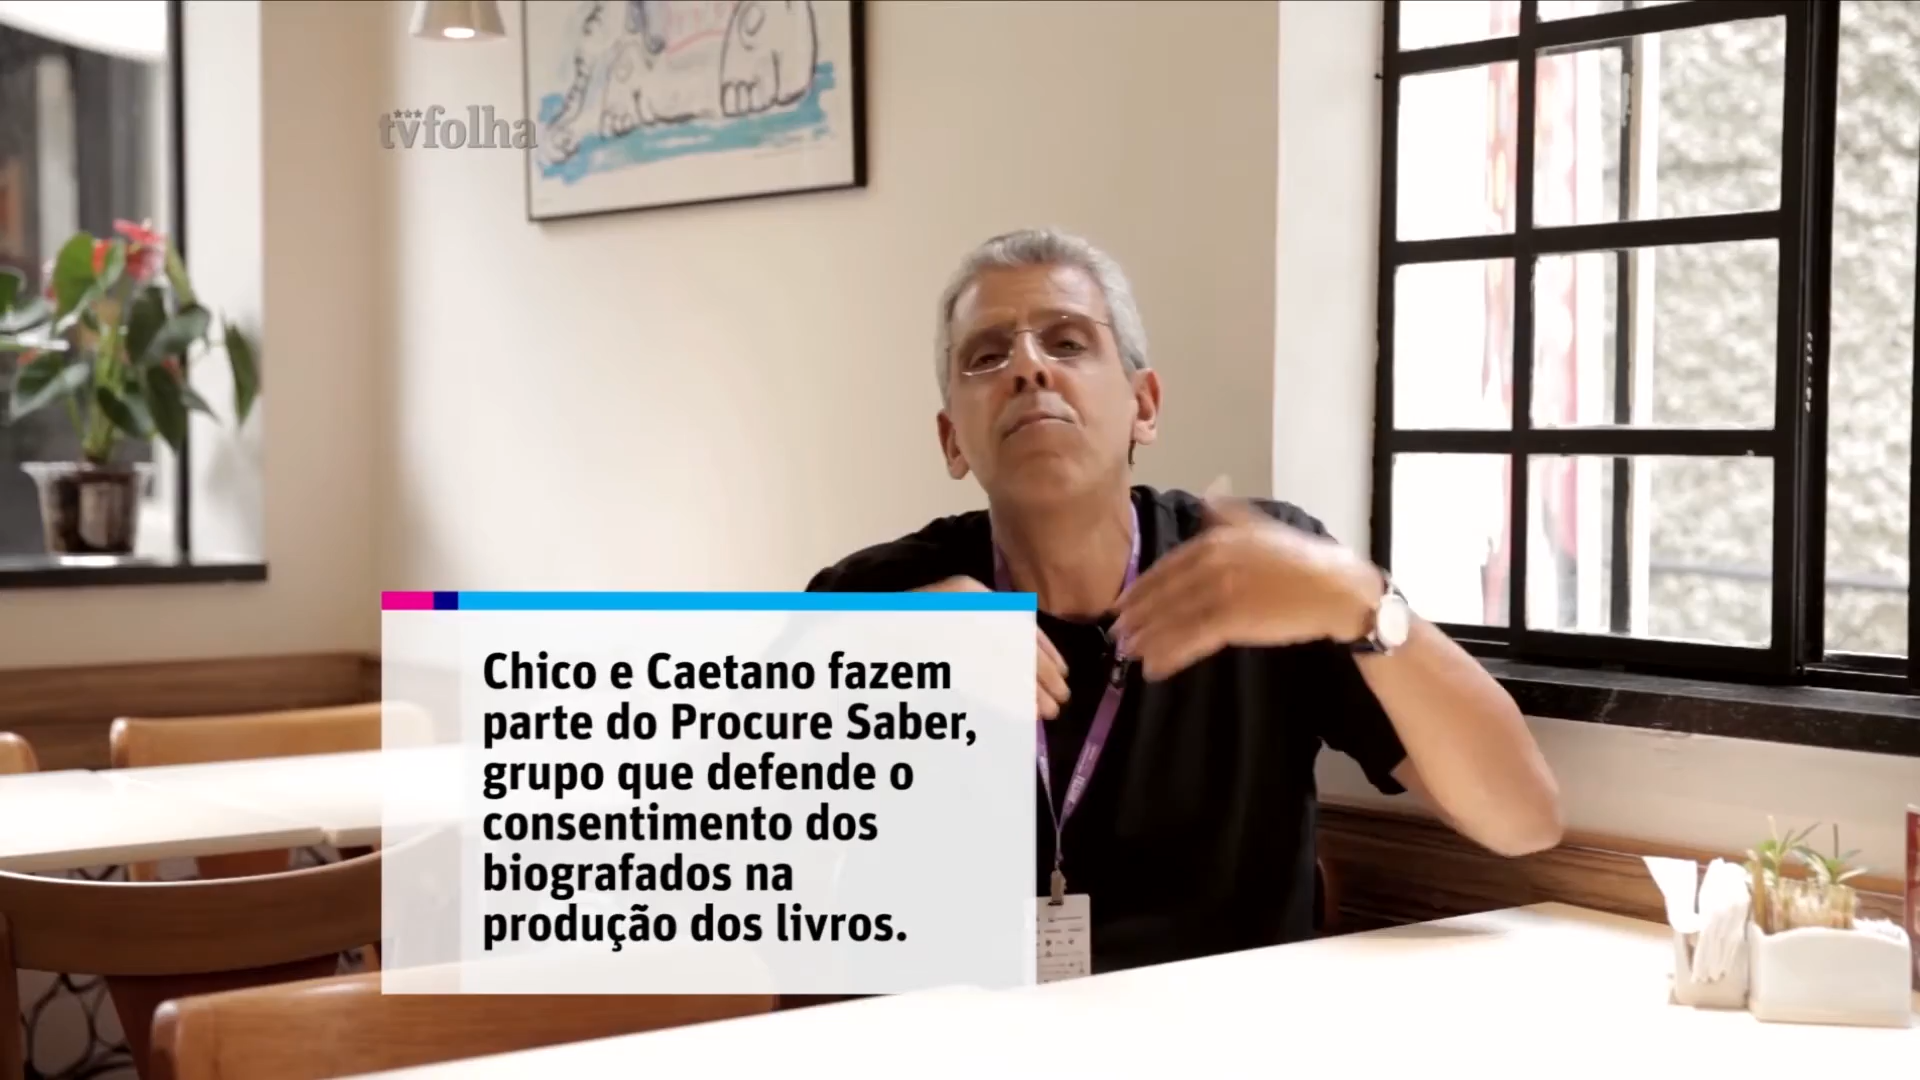 tvfolha
Chico e Caetano fazem
parte do Procure Saber,
grupo que defende o
consentimento dos
biografados na
produção dos livros.